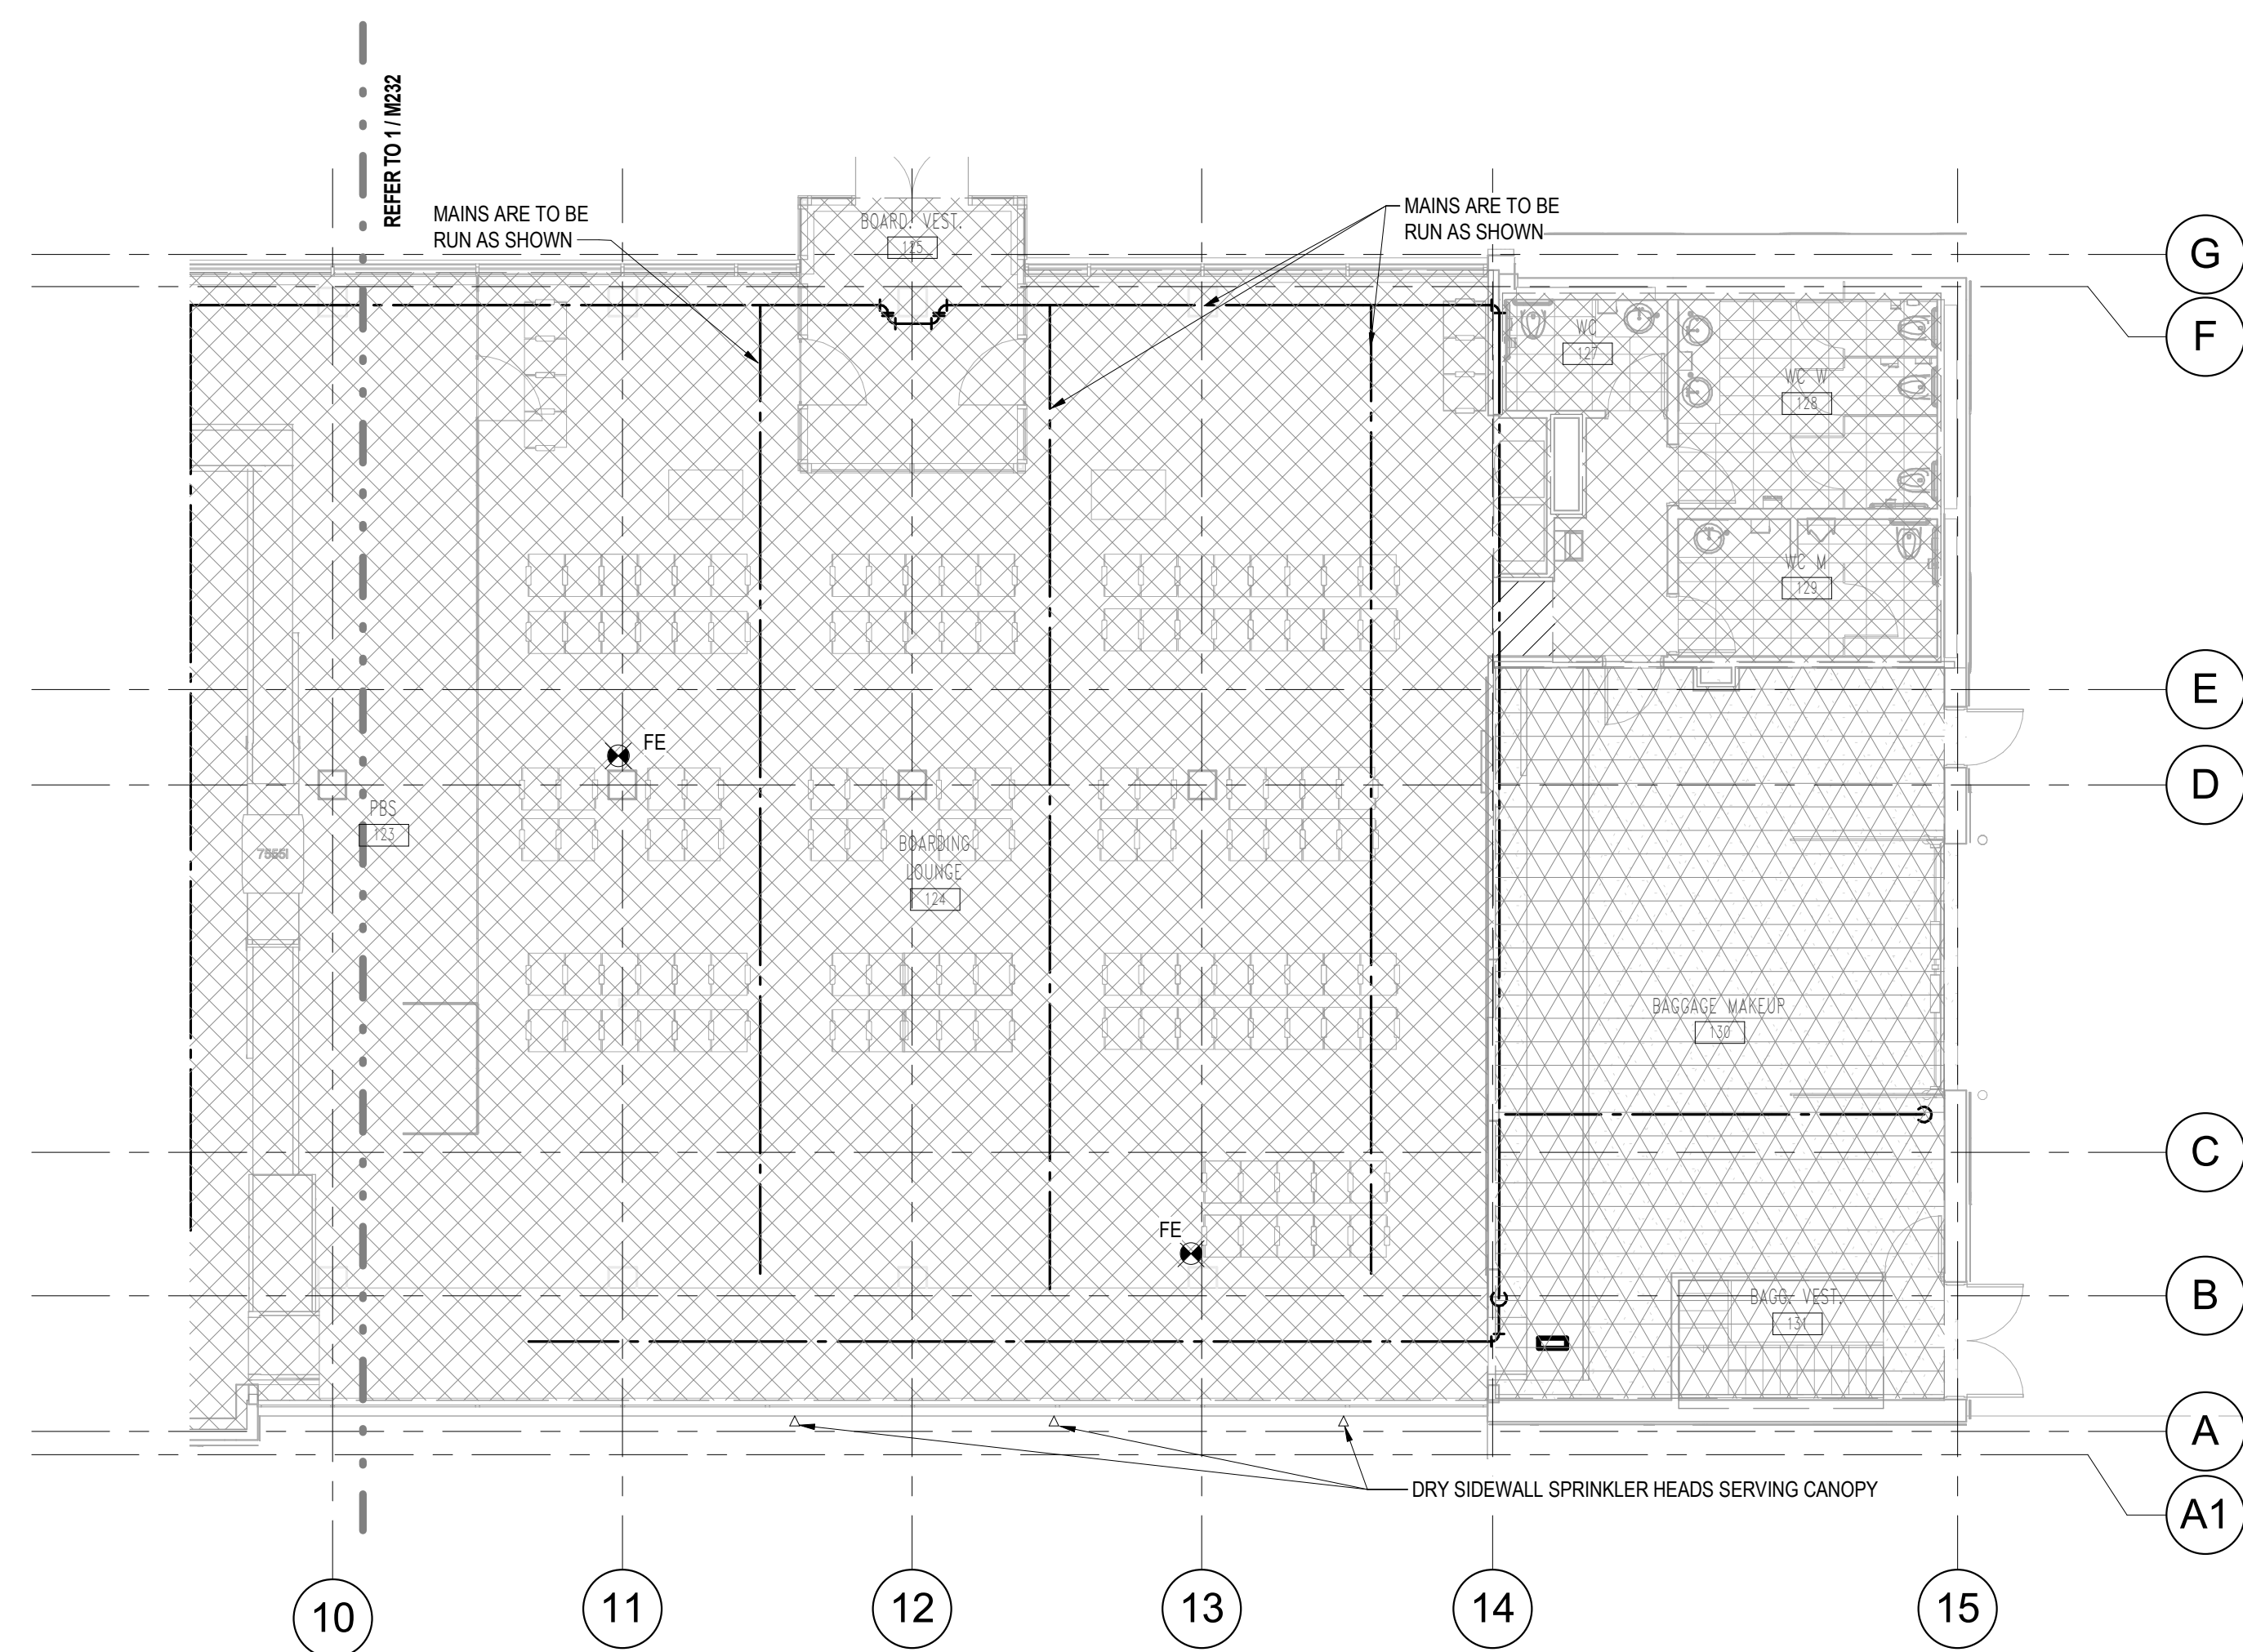 REFER TO 1 / M232
MAINS ARE TO BE
RUN AS SHOWN
MAINS ARE TO BE
RUN AS SHOWN
BOARD. VEST.
125
G
F
WC
127
WC W
128
WC M
129
E
FE
D
PBS
123
BOARDING
LOUNGE
124
BAGGAGE MAKEUP
130
C
FE
B
BAGG. VEST.
131
A
DRY SIDEWALL SPRINKLER HEADS SERVING CANOPY
A1
10
11
12
13
14
15